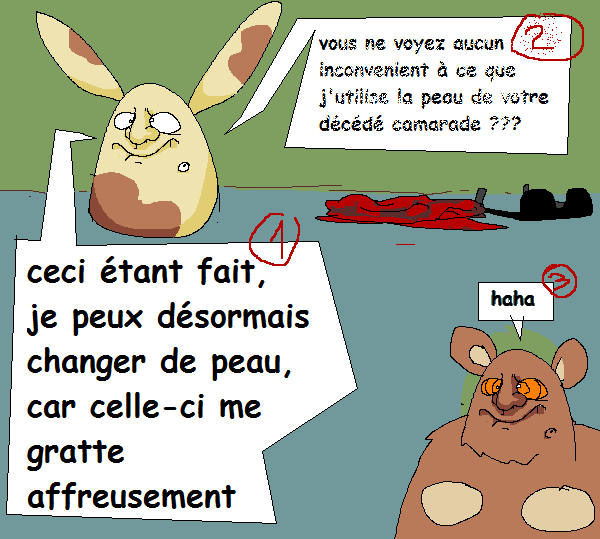 1
ceci étant fait,
je peux désormais
changer de peau,
car celle-ci me
gratte
affreusement
2
vous ne voyez aucun
inconvenient à ce que
j'utilise la peau de votre
décédé camarade ???
3
haha